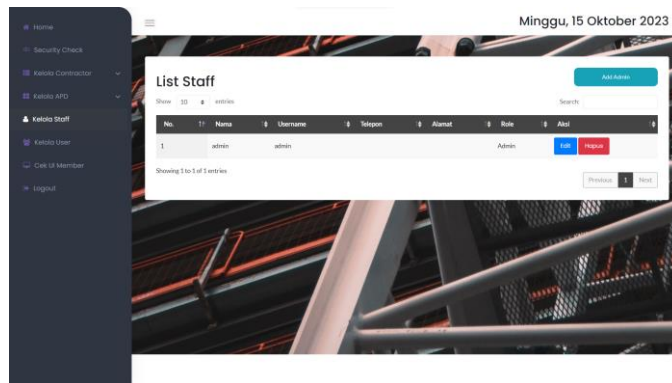 Home
Security Check
Kelola Contractor
Kelola APD
Kelola Staff
Kelola User
Cek UI Member
Logout
Minggu, 15 Oktober 2023
List Staff
Add Admin
Show 10 entries
Search:
No. Nama Username Telepon Alamat Role Aksi
1 admin admin Admin Edit Hapus
Showing 1 to 1 of 1 entries
Previous 1 Next